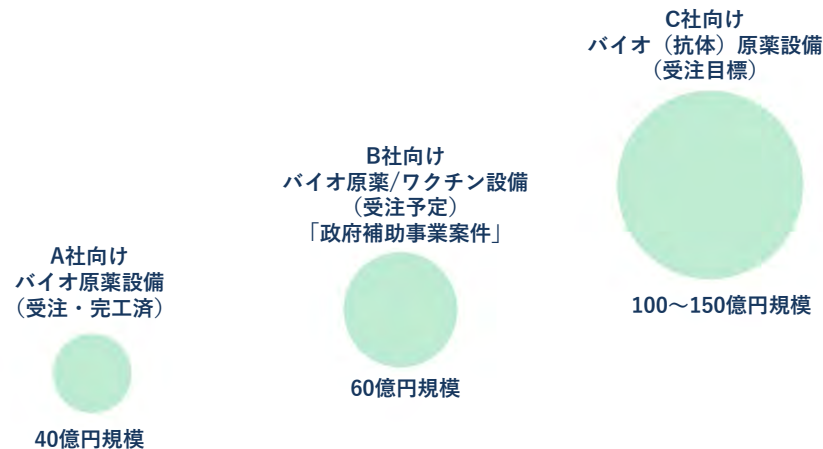 A社向け
バイオ原薬設備
（受注・完工済）
40億円規模
B社向け
バイオ原薬/ワクチン設備
（受注予定）
「政府補助事業案件」
60億円規模
C社向け
バイオ（抗体）原薬設備
（受注目標）
100～150億円規模